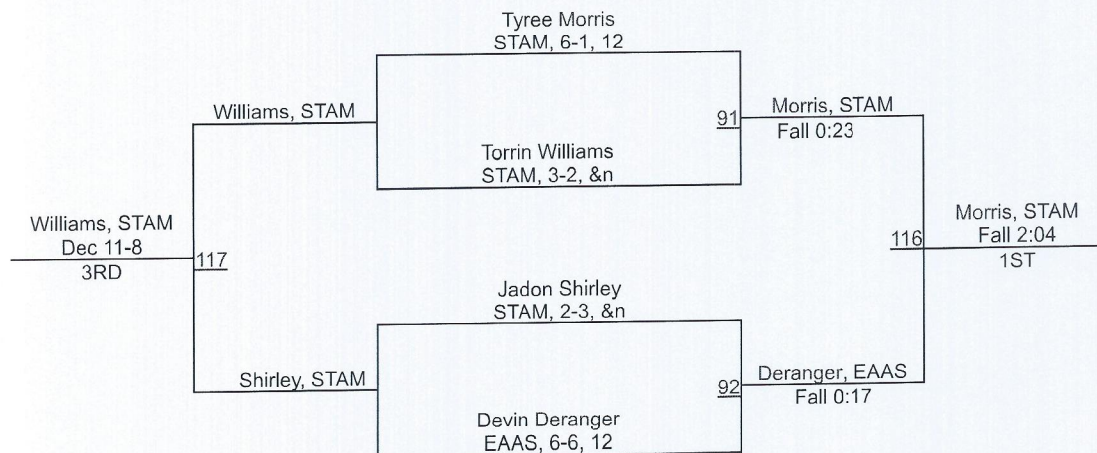 Tyree Morris
STAM, 6-1, 12
Williams, STAM
91
Morris, STAM
Fall 0:23
Torrin Williams
STAM, 3-2, &n
Williams, STAM
Dec 11-8
3RD
117
116
Morris, STAM
Fall 2:04
1ST
Jadon Shirley
STAM, 2-3, &n
Shirley, STAM
92
Deranger, EAAS
Fall 0:17
Devin Deranger
EAAS, 6-6, 12